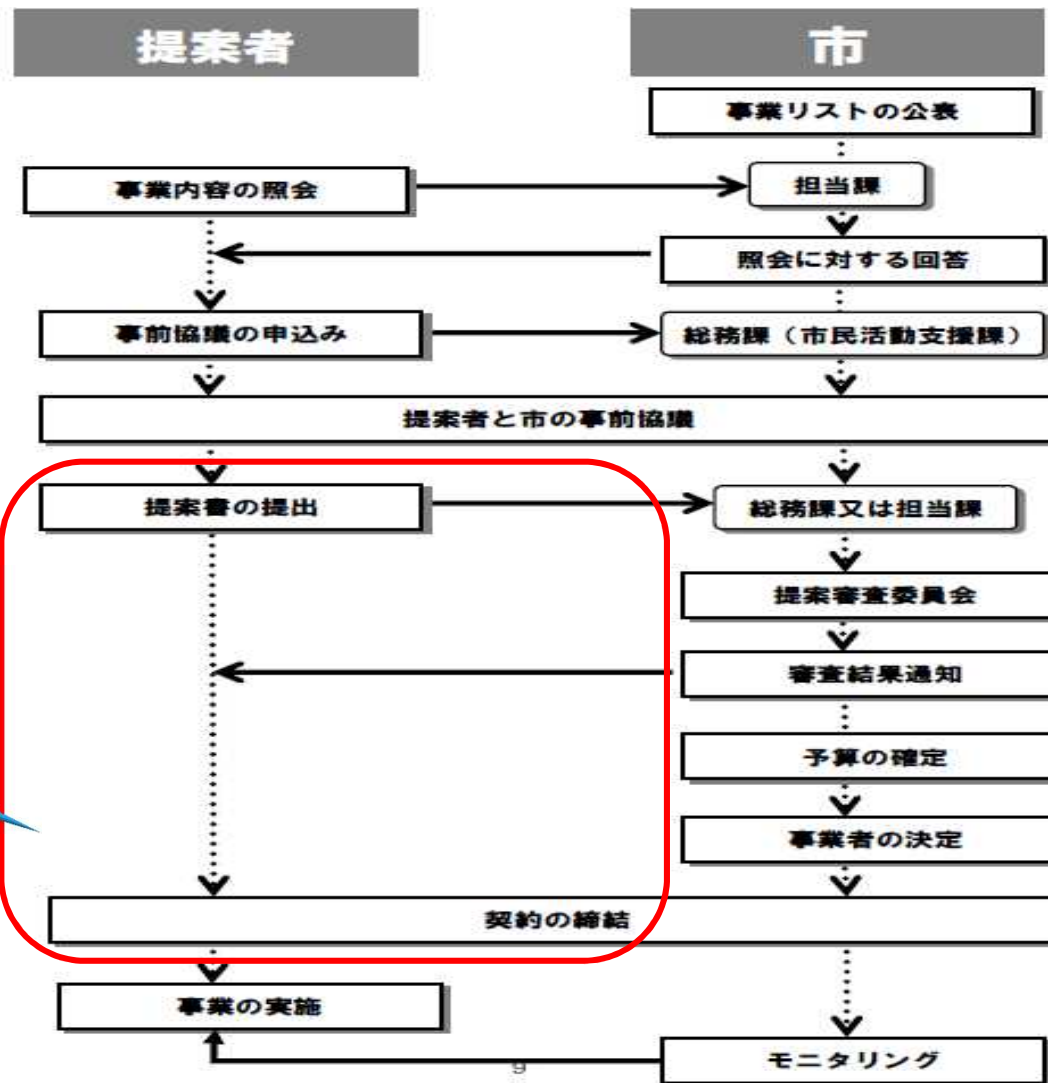 提案者
市
事業リストの公表
事業内容の照会
担当課
照会に対する回答
事前協議の申込み
総務課（市民活動支援課）
提案者と市の事前協議
提案書の提出
総務課又は担当課
提案審査委員会
審査結果通知
予算の確定
事業者の決定
契約の締結
事業の実施
モニタリング
9